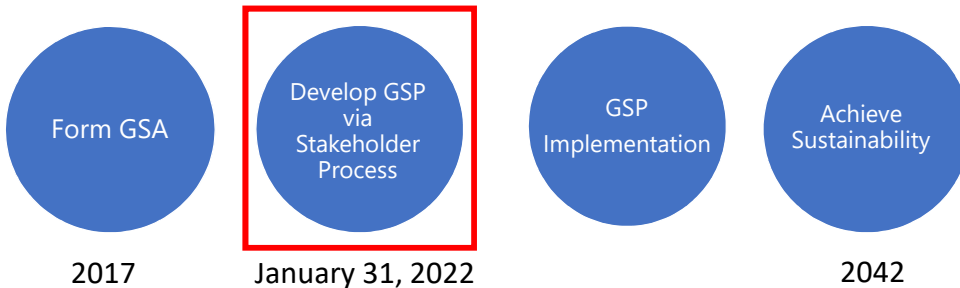 Form GSA
Develop GSP
via
Stakeholder
Process
GSP
Implementation
Achieve
Sustainability
2017
January 31, 2022
2042